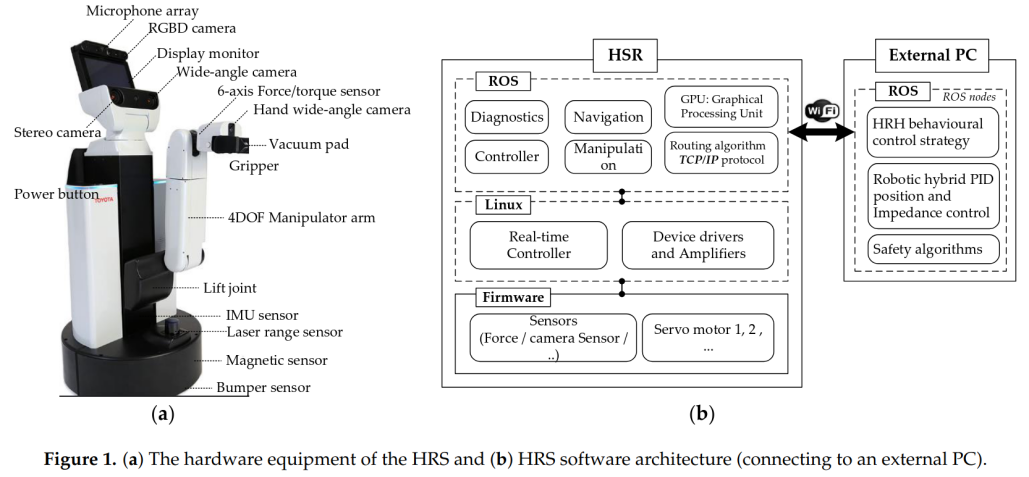 Microphone array
RGBD camera
Display monitor
Wide-angle camera
6-axis Force/torque sensor
Hand wide-angle camera
Stereo camera
Vacuum pad
Gripper
Power button
TOYOTA
4DOF Manipulator arm
Lift joint
IMU sensor
Laser range sensor
Magnetic sensor
Bumper sensor
(a)
HSR
ROS
Diagnostics
Navigation
GPU: Graphical
Processing Unit
Controller
Manipulati
on
Routing algorithm
TCP/IP protocol
Linux
Real-time
Controller
Device drivers
and Amplifiers
Firmware
Sensors
(Force / camera Sensor /
..)
Servo motor 1, 2 ,
...
WiFi
External PC
ROS
ROS nodes
HRH behavioural
control strategy
Robotic hybrid PID
position and
Impedance control
Safety algorithms
(b)
Figure 1. (a) The hardware equipment of the HRS and (b) HRS software architecture (connecting to an external PC).